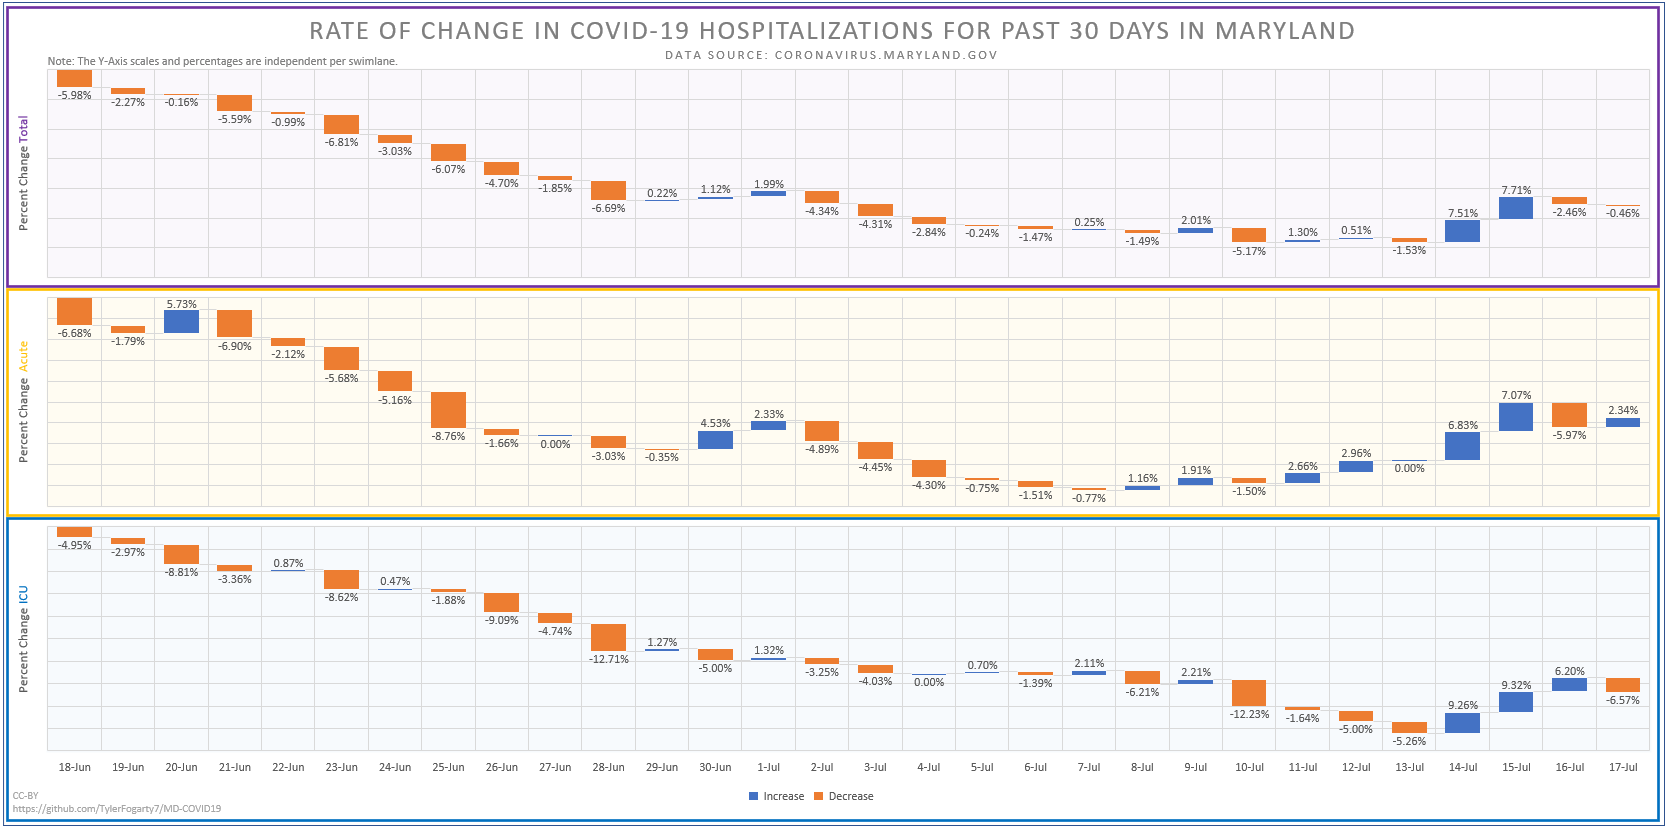 RATE OF CHANGE IN COVID-19 HOSPITALIZATIONS FOR PAST 30 DAYS IN MARYLAND
DATA SOURCE: CORONAVIRUS.MARYLAND.GOV
Note: The Y-Axis scales and percentages are independent per swimlane.
Percent Change Total
-5.98% -2.27% -0.16% -5.59% -0.99% -6.81% -3.03% -6.07% -4.70% -1.85% -6.69% 0.22% 1.12% 1.99% -4.34% -4.31% -2.84% -0.24% -1.47% 0.25% -1.49% 2.01% -5.17% 1.30% 0.51% -1.53% 7.51% 7.71% -2.46% -0.46%
Percent Change Acute
-6.68% -1.79% 5.73% -6.90% -2.12% -5.68% -5.16% -8.76% -1.66% 0.00% -3.03% -0.35% 4.53% 2.33% -4.89% -4.45% -4.30% -0.75% -1.51% -0.77% 1.16% 1.91% -1.50% 2.66% 2.96% 0.00% 6.83% 7.07% -5.97% 2.34%
Percent Change ICU
-4.95% -2.97% -8.81% -3.36% 0.87% -8.62% 0.47% -1.88% -9.09% -4.74% -12.71% 1.27% -5.00% 1.32% -3.25% -4.03% 0.00% 0.70% -1.39% 2.11% -6.21% 2.21% -12.23% -1.64% -5.00% -5.26% 9.26% 9.32% 6.20% -6.57%
18-Jun 19-Jun 20-Jun 21-Jun 22-Jun 23-Jun 24-Jun 25-Jun 26-Jun 27-Jun 28-Jun 29-Jun 30-Jun 1-Jul 2-Jul 3-Jul 4-Jul 5-Jul 6-Jul 7-Jul 8-Jul 9-Jul 10-Jul 11-Jul 12-Jul 13-Jul 14-Jul 15-Jul 16-Jul 17-Jul
Increase Decrease
CC-BY
https://github.com/TylerFogarty7/MD-COVID19